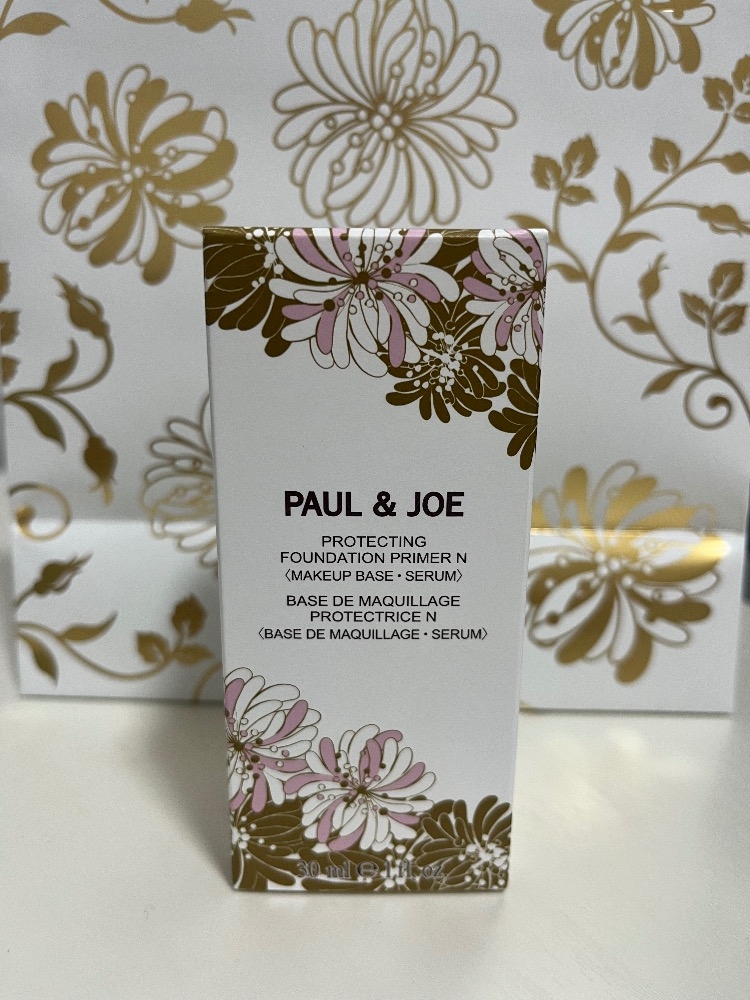 PAUL & JOE
PROTECTING
FOUNDATION PRIMER N
〈MAKEUP BASE・SERUM〉
BASE DE MAQUILLAGE
PROTECTRICE N
〈BASE DE MAQUILLAGE・SERUM〉
30 ml ℮ 1 fl. oz.